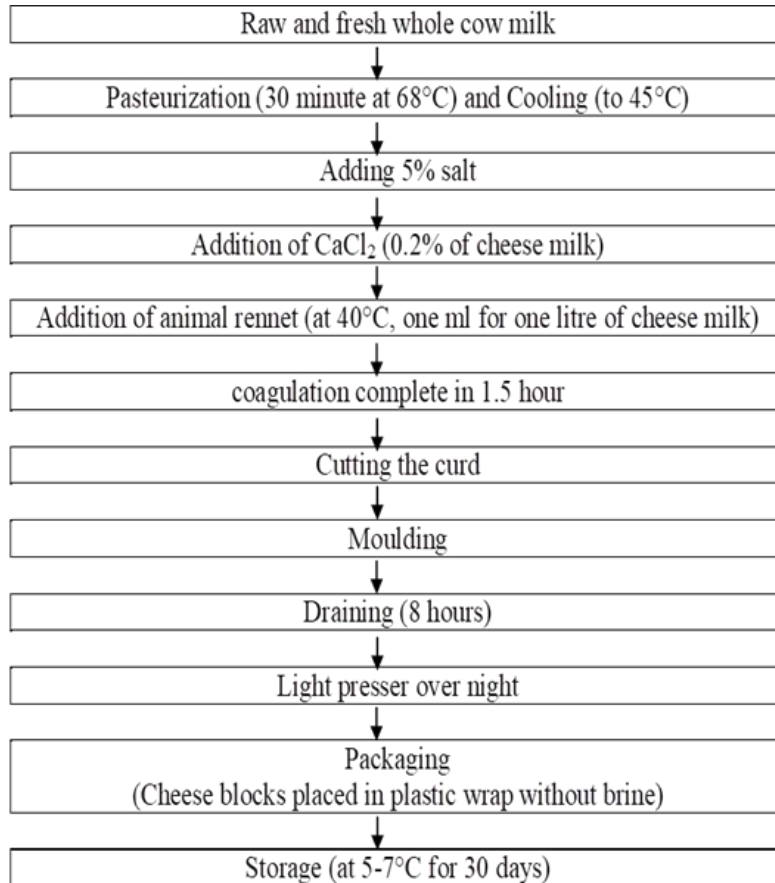 Raw and fresh whole cow milk
Pasteurization (30 minute at 68°C) and Cooling (to 45°C)
Adding 5% salt
Addition of CaCl₂ (0.2% of cheese milk)
Addition of animal rennet (at 40°C, one ml for one litre of cheese milk)
coagulation complete in 1.5 hour
Cutting the curd
Moulding
Draining (8 hours)
Light presser over night
Packaging
(Cheese blocks placed in plastic wrap without brine)
Storage (at 5-7°C for 30 days)